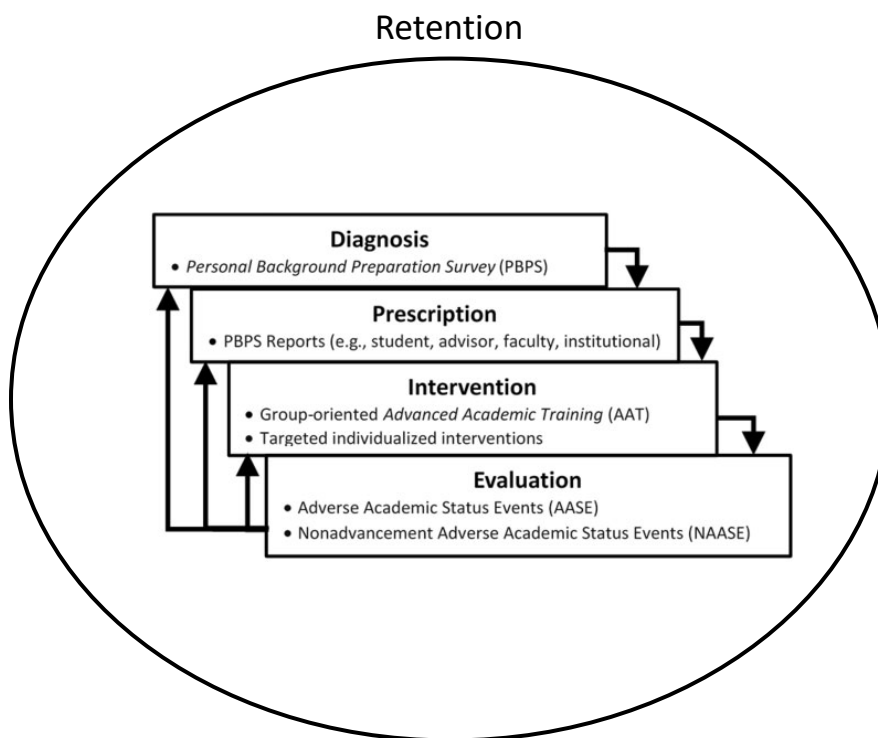 Retention
Diagnosis
• Personal Background Preparation Survey (PBPS)
Prescription
• PBPS Reports (e.g., student, advisor, faculty, institutional)
Intervention
• Group-oriented Advanced Academic Training (AAT)
• Targeted individualized interventions
Evaluation
• Adverse Academic Status Events (AASE)
• Nonadvancement Adverse Academic Status Events (NAASE)